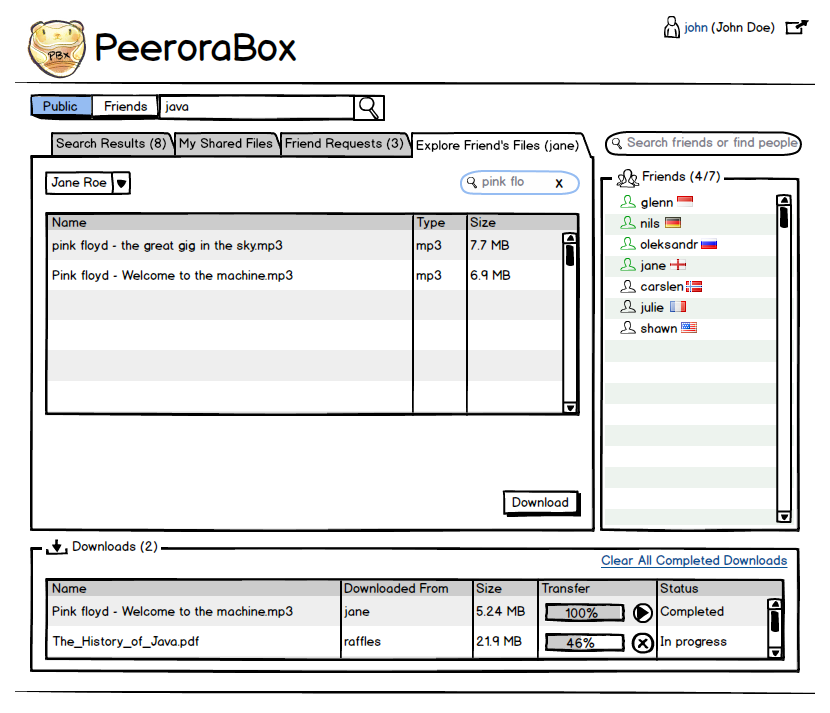 PBx
PeeroraBox
john (John Doe)
Public Friends java
Search Results (8) My Shared Files Friend Requests (3) Explore Friend's Files (jane)
Search friends or find people
Jane Roe
pink flo x
Name Type Size
pink floyd - the great gig in the sky.mp3 mp3 7.7 MB
Pink floyd - Welcome to the machine.mp3 mp3 6.9 MB
Download
Friends (4/7)
glenn
nils
oleksandr
jane
carslen
julie
shawn
Downloads (2)
Clear All Completed Downloads
Name Downloaded From Size Transfer Status
Pink floyd - Welcome to the machine.mp3 jane 5.24 MB 100% Completed
The_History_of_Java.pdf raffles 21.9 MB 46% In progress